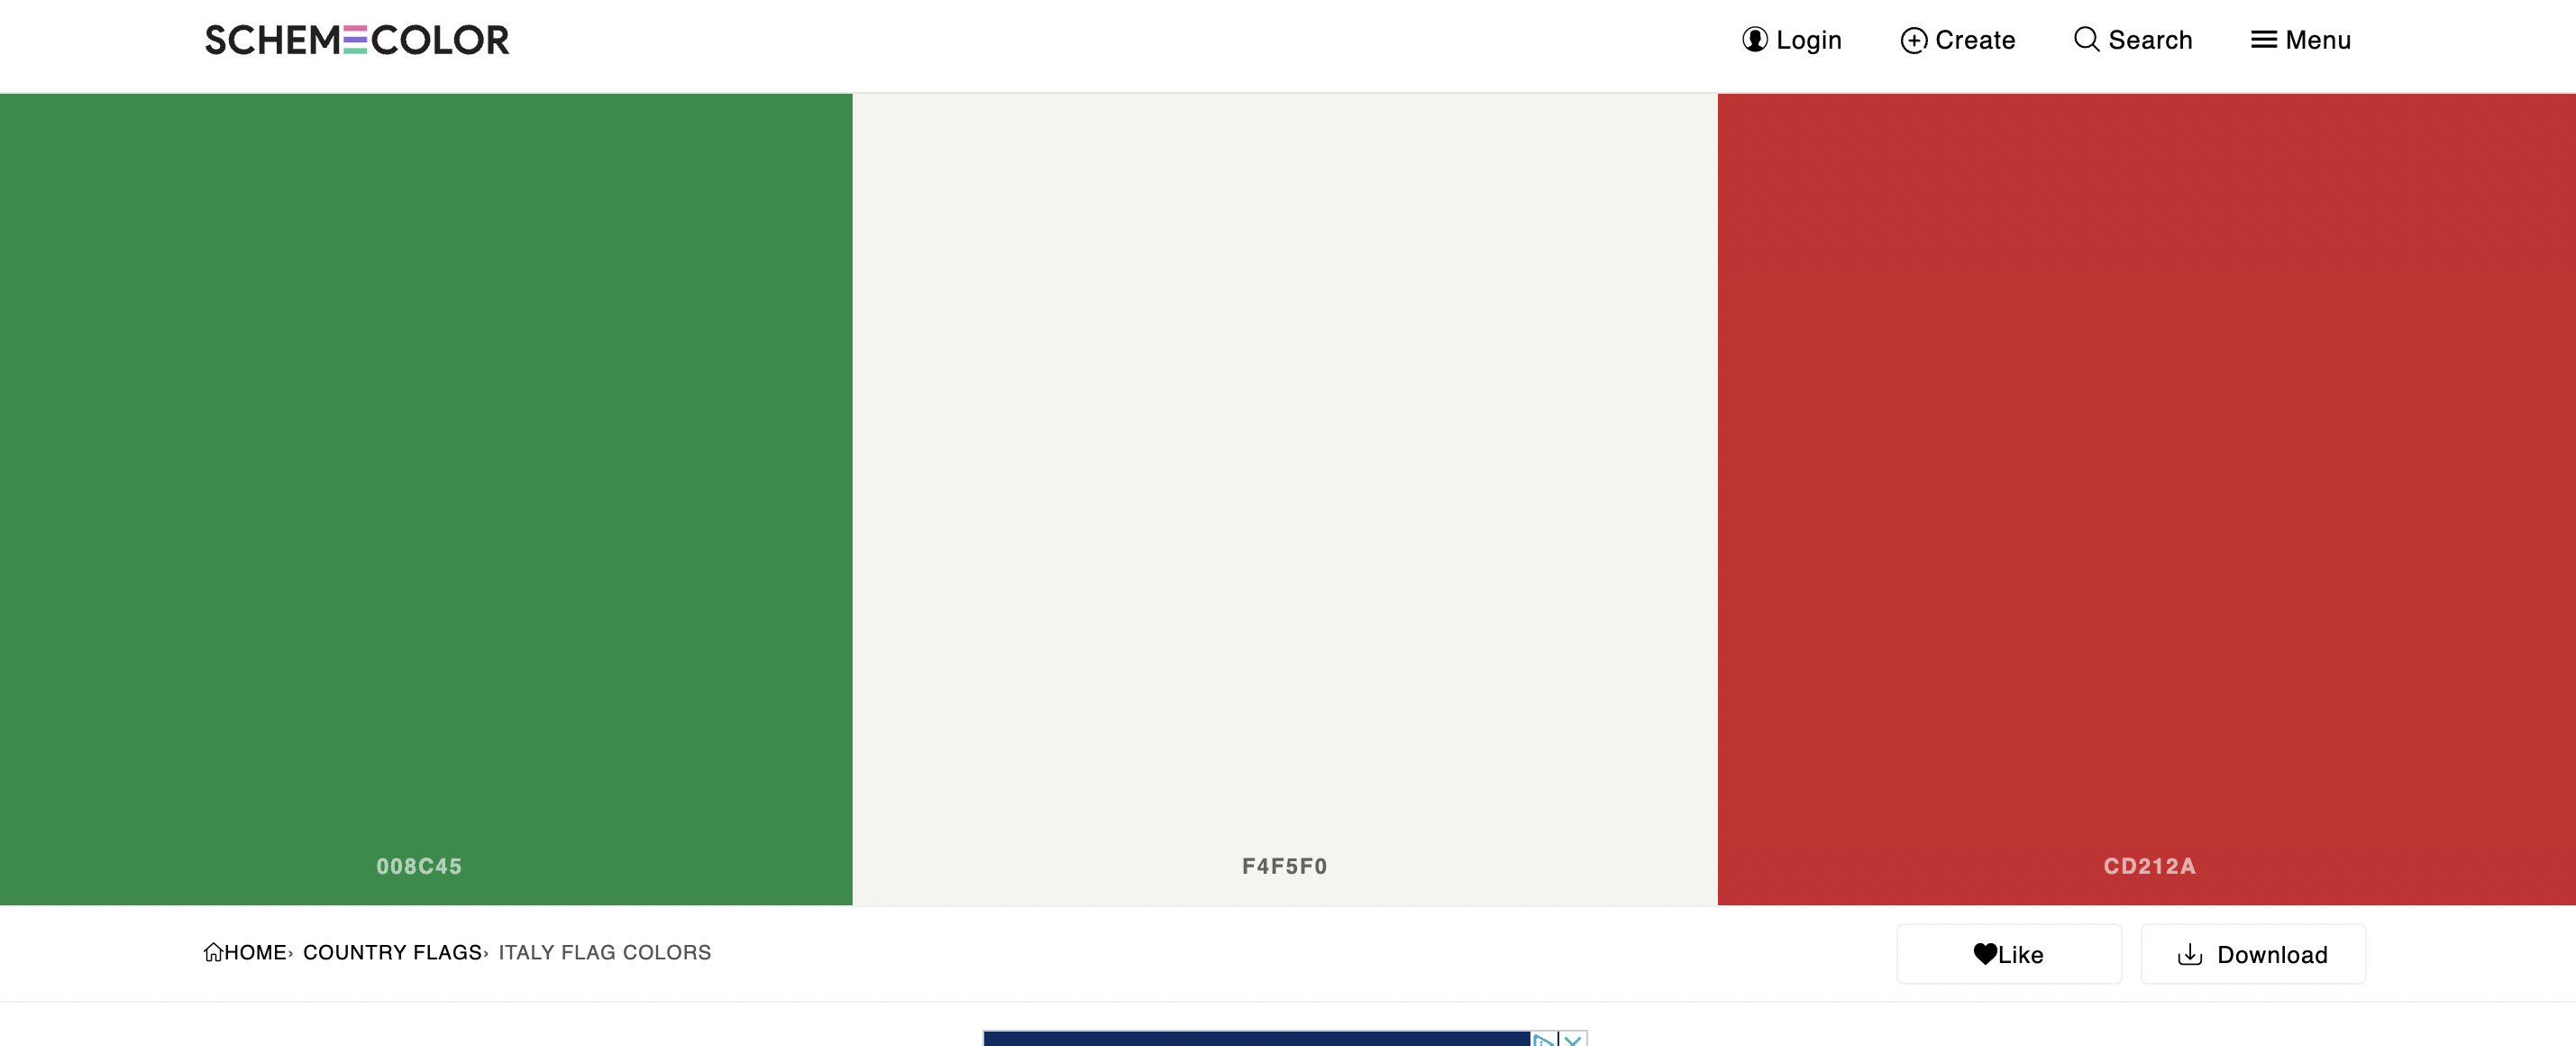 SCHEMECOLOR
Login Create Search Menu
008C45 F4F5F0 CD212A
HOME› COUNTRY FLAGS› ITALY FLAG COLORS
Like Download